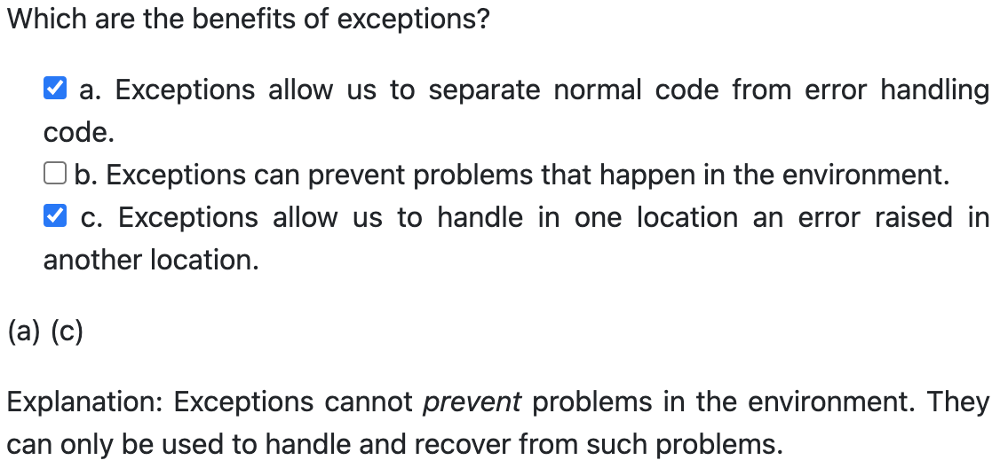 Which are the benefits of exceptions?
a. Exceptions allow us to separate normal code from error handling
code.
b. Exceptions can prevent problems that happen in the environment.
c. Exceptions allow us to handle in one location an error raised in
another location.
(a) (c)
Explanation: Exceptions cannot prevent problems in the environment. They
can only be used to handle and recover from such problems.